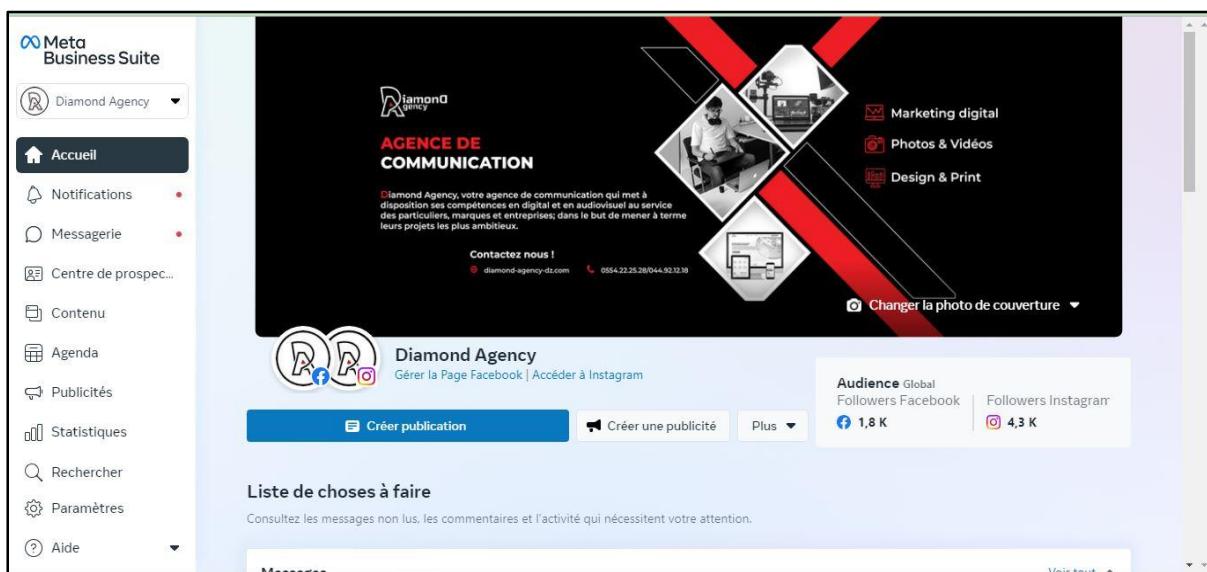 Meta
Business Suite
Diamond Agency
Accueil
Notifications
Messagerie
Centre de prospec...
Contenu
Agenda
Publicités
Statistiques
Rechercher
Paramètres
Aide
DiamonD
Agency
AGENCE DE
COMMUNICATION
Diamond Agency, votre agence de communication qui met à
disposition ses compétences en digital et en audiovisuel au service
des particuliers, marques et entreprises; dans le but de mener à terme
leurs projets les plus ambitieux.
Contactez nous !
diamond-agency-dz.com 0554.22.25.28/044.92.12.18
Marketing digital
Photos & Vidéos
Design & Print
Changer la photo de couverture
Diamond Agency
Gérer la Page Facebook | Accéder à Instagram
Créer publication
Créer une publicité
Plus
Audience Global
Followers Facebook
1,8 K
Followers Instagram
4,3 K
Liste de choses à faire
Consultez les messages non lus, les commentaires et l'activité qui nécessitent votre attention.
Messages
Voir tout